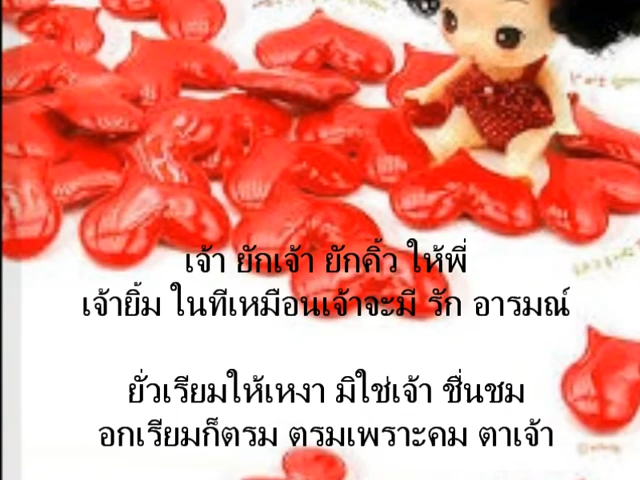 เจ้า ยักเจ้า ยักคิ้ว ให้พี่
เจ้ายิ้ม ในทีเหมือนเจ้าจะมี รัก อารมณ์
ยั่วเรียมให้เหงา มิใช่เจ้า ชื่นชม
อกเรียมก็ตรม ตรมเพราะคม ตาเจ้า